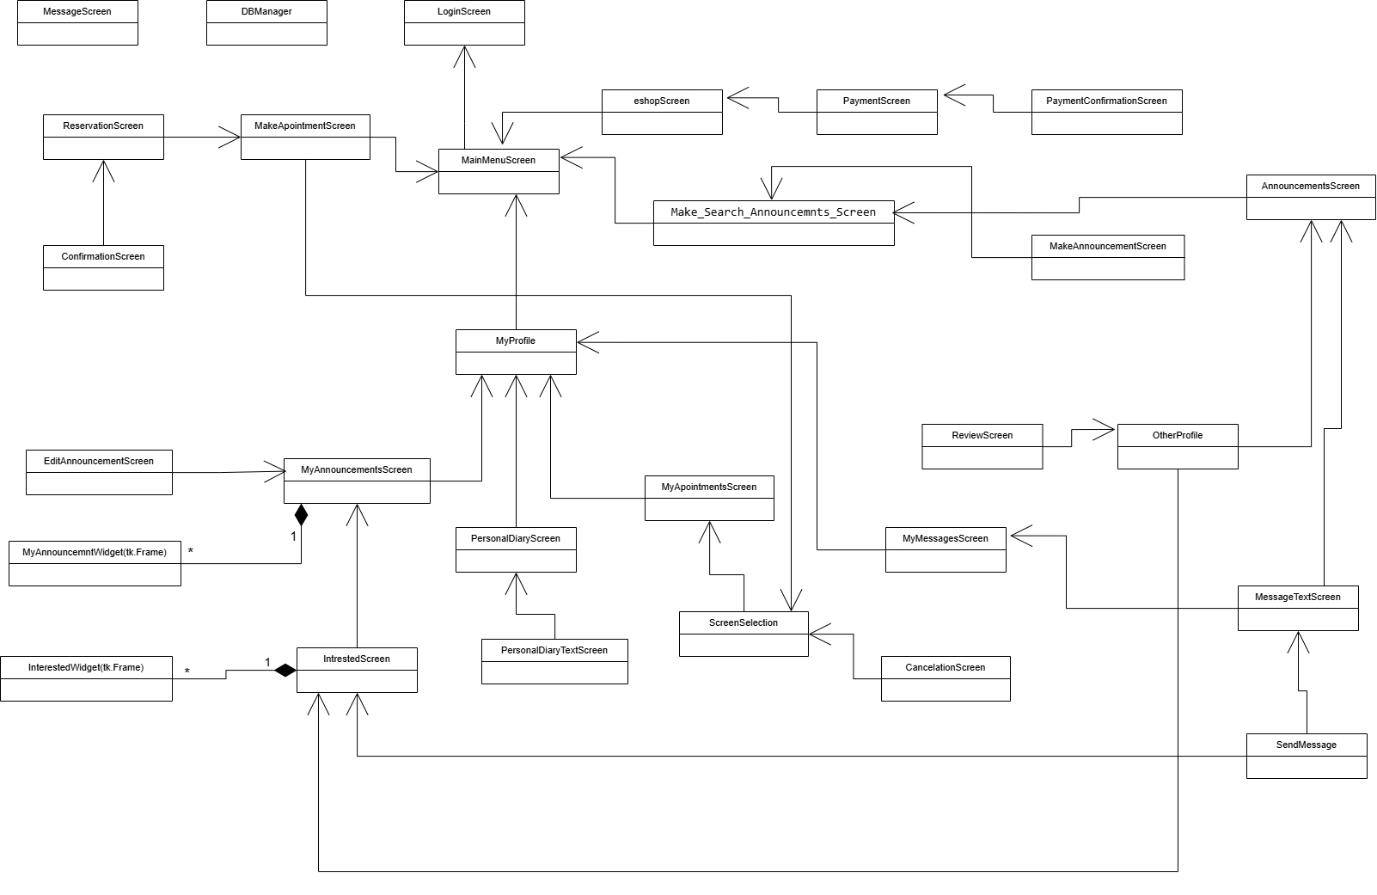 MessageScreen
DBManager
LoginScreen
eshopScreen
PaymentScreen
PaymentConfirmationScreen
ReservationScreen
MakeApointmentScreen
MainMenuScreen
AnnouncementsScreen
Make_Search_Announcemnts_Screen
MakeAnnouncementScreen
ConfirmationScreen
MyProfile
ReviewScreen
OtherProfile
EditAnnouncementScreen
MyAnnouncementsScreen
MyApointmentsScreen
1
MyAnnouncemntWidget(tk.Frame)
*
PersonalDiaryScreen
MyMessagesScreen
MessageTextScreen
ScreenSelection
PersonalDiaryTextScreen
InterestedWidget(tk.Frame)
*
1
IntrestedScreen
CancelationScreen
SendMessage